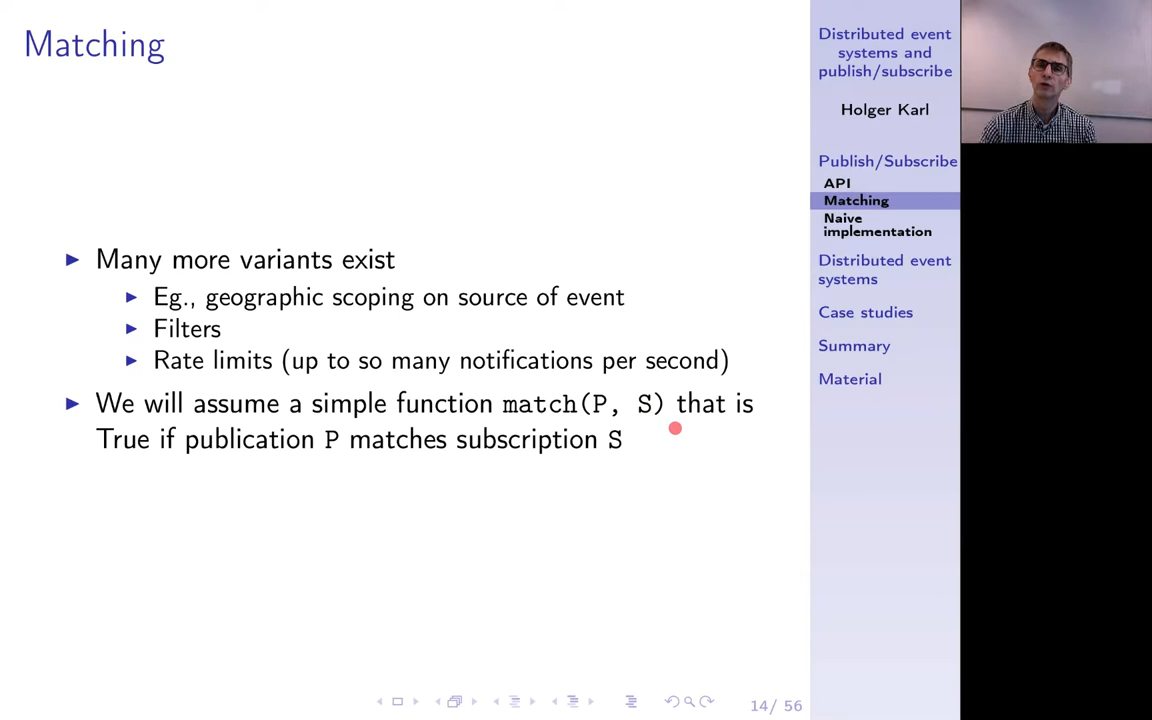 Matching
Many more variants exist
Eg., geographic scoping on source of event
Filters
Rate limits (up to so many notifications per second)
We will assume a simple function match(P, S) that is
True if publication P matches subscription S
14/ 56
Distributed event
systems and
publish/subscribe
Holger Karl
Publish/Subscribe
API
Matching
Naive
implementation
Distributed event
systems
Case studies
Summary
Material